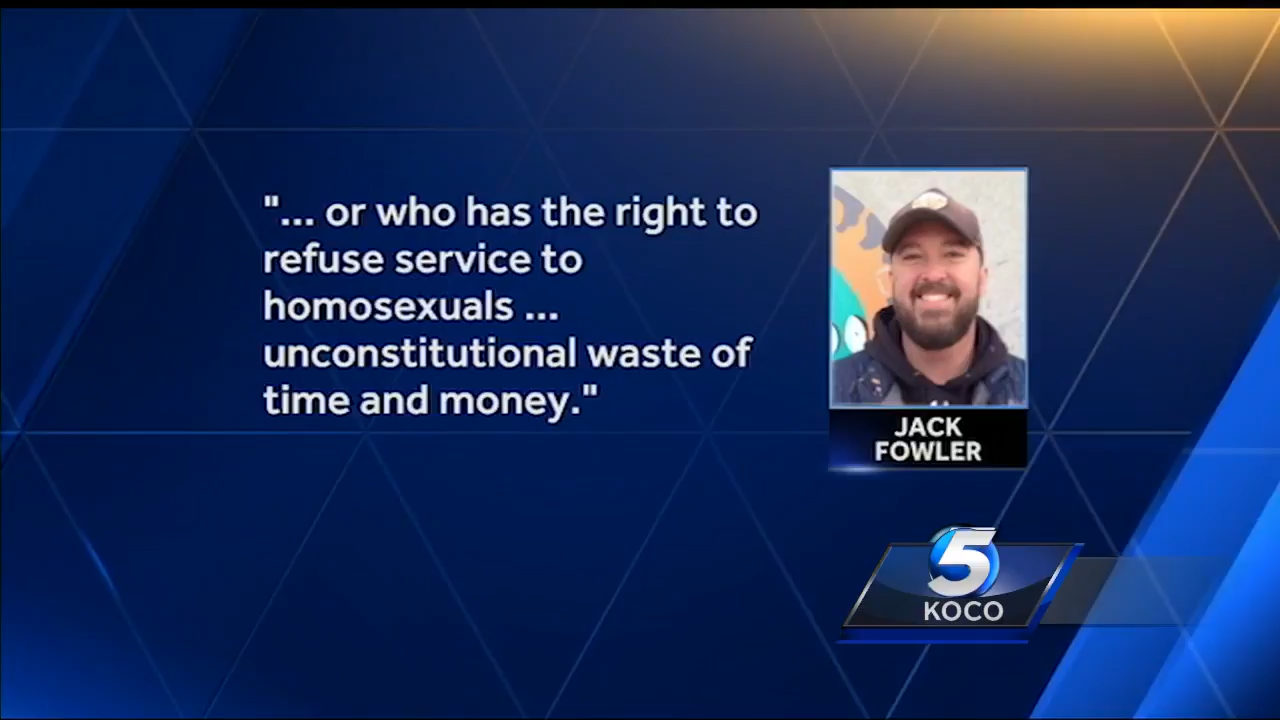 "... or who has the right to
refuse service to
homosexuals ...
unconstitutional waste of
time and money."
JACK
FOWLER
5
KOCO